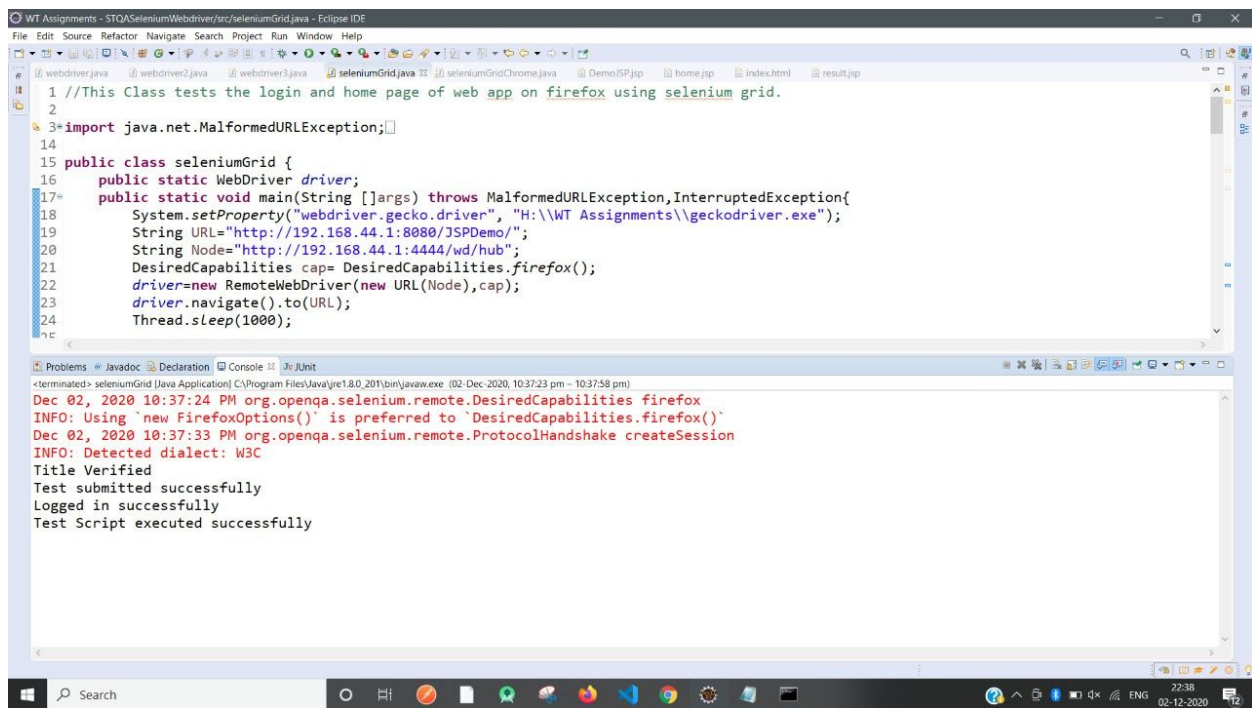 WT Assignments - STQASeleniumWebdriver/src/seleniumGrid.java - Eclipse IDE
File Edit Source Refactor Navigate Search Project Run Window Help
webdriver.java webdriver2.java webdriver3.java seleniumGrid.java seleniumGridChrome.java DemoJSP.jsp home.jsp index.html result.jsp
1 //This Class tests the login and home page of web app on firefox using selenium grid.
2
3 import java.net.MalformedURLException;
14
15 public class seleniumGrid {
16 public static WebDriver driver;
17 public static void main(String []args) throws MalformedURLException,InterruptedException{
18 System.setProperty("webdriver.gecko.driver", "H:\\WT Assignments\\geckodriver.exe");
19 String URL="http://192.168.44.1:8080/JSPDemo/";
20 String Node="http://192.168.44.1:4444/wd/hub";
21 DesiredCapabilities cap= DesiredCapabilities.firefox();
22 driver=new RemoteWebDriver(new URL(Node),cap);
23 driver.navigate().to(URL);
24 Thread.sleep(1000);
Problems Javadoc Declaration Console JUnit
<terminated> seleniumGrid [Java Application] C:\Program Files\Java\jre1.8.0_201\bin\javaw.exe (02-Dec-2020, 10:37:23 pm – 10:37:58 pm)
Dec 02, 2020 10:37:24 PM org.openqa.selenium.remote.DesiredCapabilities firefox
INFO: Using `new FirefoxOptions()` is preferred to `DesiredCapabilities.firefox()`
Dec 02, 2020 10:37:33 PM org.openqa.selenium.remote.ProtocolHandshake createSession
INFO: Detected dialect: W3C
Title Verified
Test submitted successfully
Logged in successfully
Test Script executed successfully
Search
ENG
22:38
02-12-2020
12